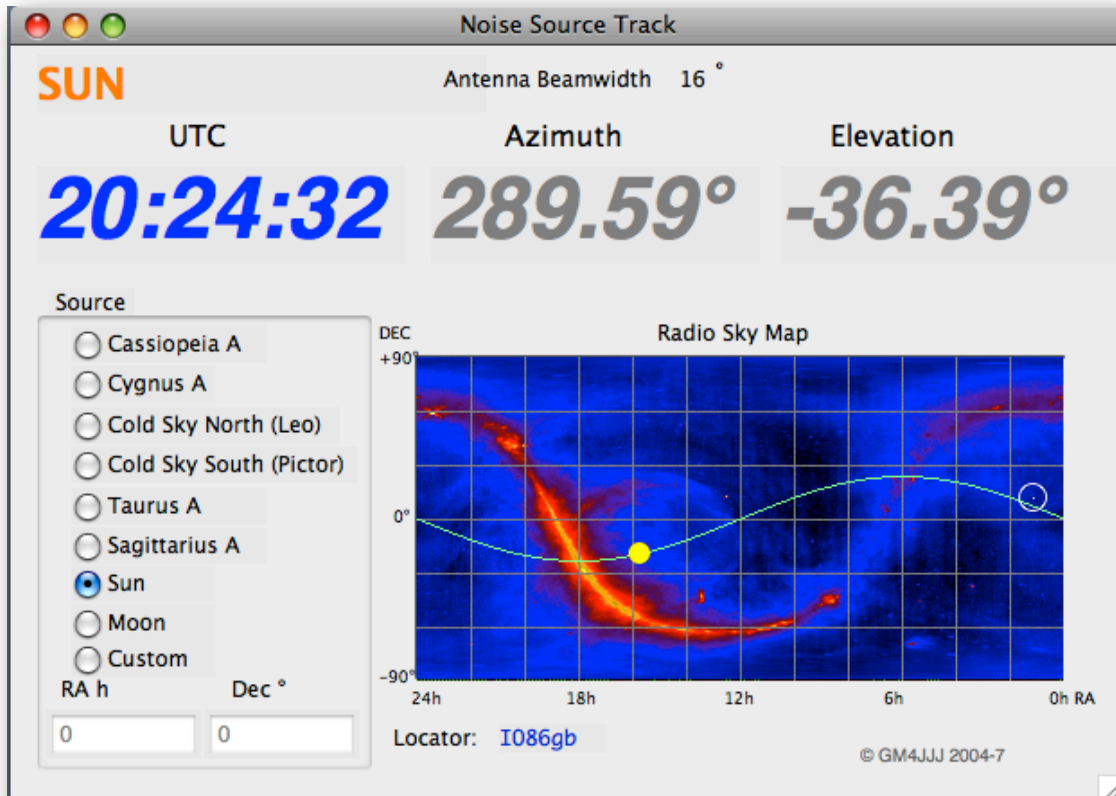 Noise Source Track
SUN
Antenna Beamwidth 16 °
UTC Azimuth Elevation
20:24:32 289.59° -36.39°
Source
Cassiopeia A
Cygnus A
Cold Sky North (Leo)
Cold Sky South (Pictor)
Taurus A
Sagittarius A
Sun
Moon
Custom
RA h Dec °
0 0
DEC
Radio Sky Map
+90°
0°
-90°
24h 18h 12h 6h 0h RA
Locator: IO86gb
© GM4JJJ 2004-7